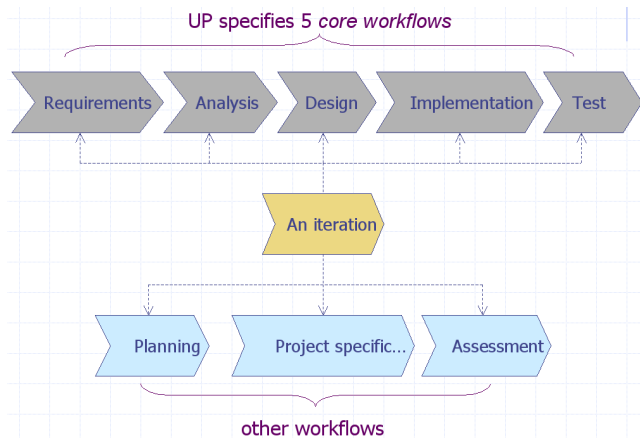 UP specifies 5 core workflows
Requirements
Analysis
Design
Implementation
Test
An iteration
Planning
Project specific...
Assessment
other workflows